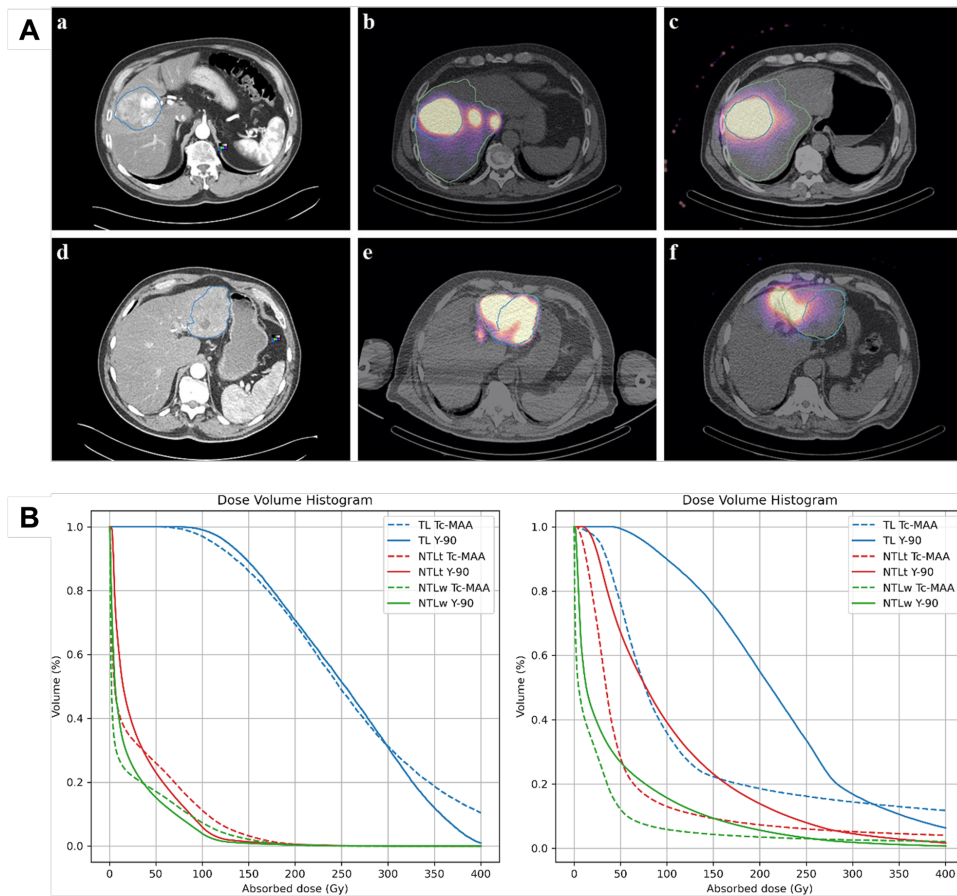 A
a
b
c
d
e
f
B
Dose Volume Histogram
1.0
0.8
0.6
0.4
0.2
0.0
Volume (%)
TL Tc-MAA
TL Y-90
NTLt Tc-MAA
NTLt Y-90
NTLw Tc-MAA
NTLw Y-90
0 50 100 150 200 250 300 350 400
Absorbed dose (Gy)
Dose Volume Histogram
1.0
0.8
0.6
0.4
0.2
0.0
Volume (%)
TL Tc-MAA
TL Y-90
NTLt Tc-MAA
NTLt Y-90
NTLw Tc-MAA
NTLw Y-90
0 50 100 150 200 250 300 350 400
Absorbed dose (Gy)